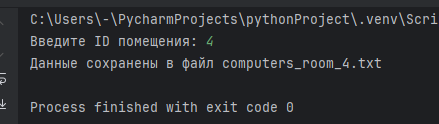 C:\Users\-\PycharmProjects\pythonProject\.venv\Scri
Введите ID помещения: 4
Данные сохранены в файл computers_room_4.txt
Process finished with exit code 0